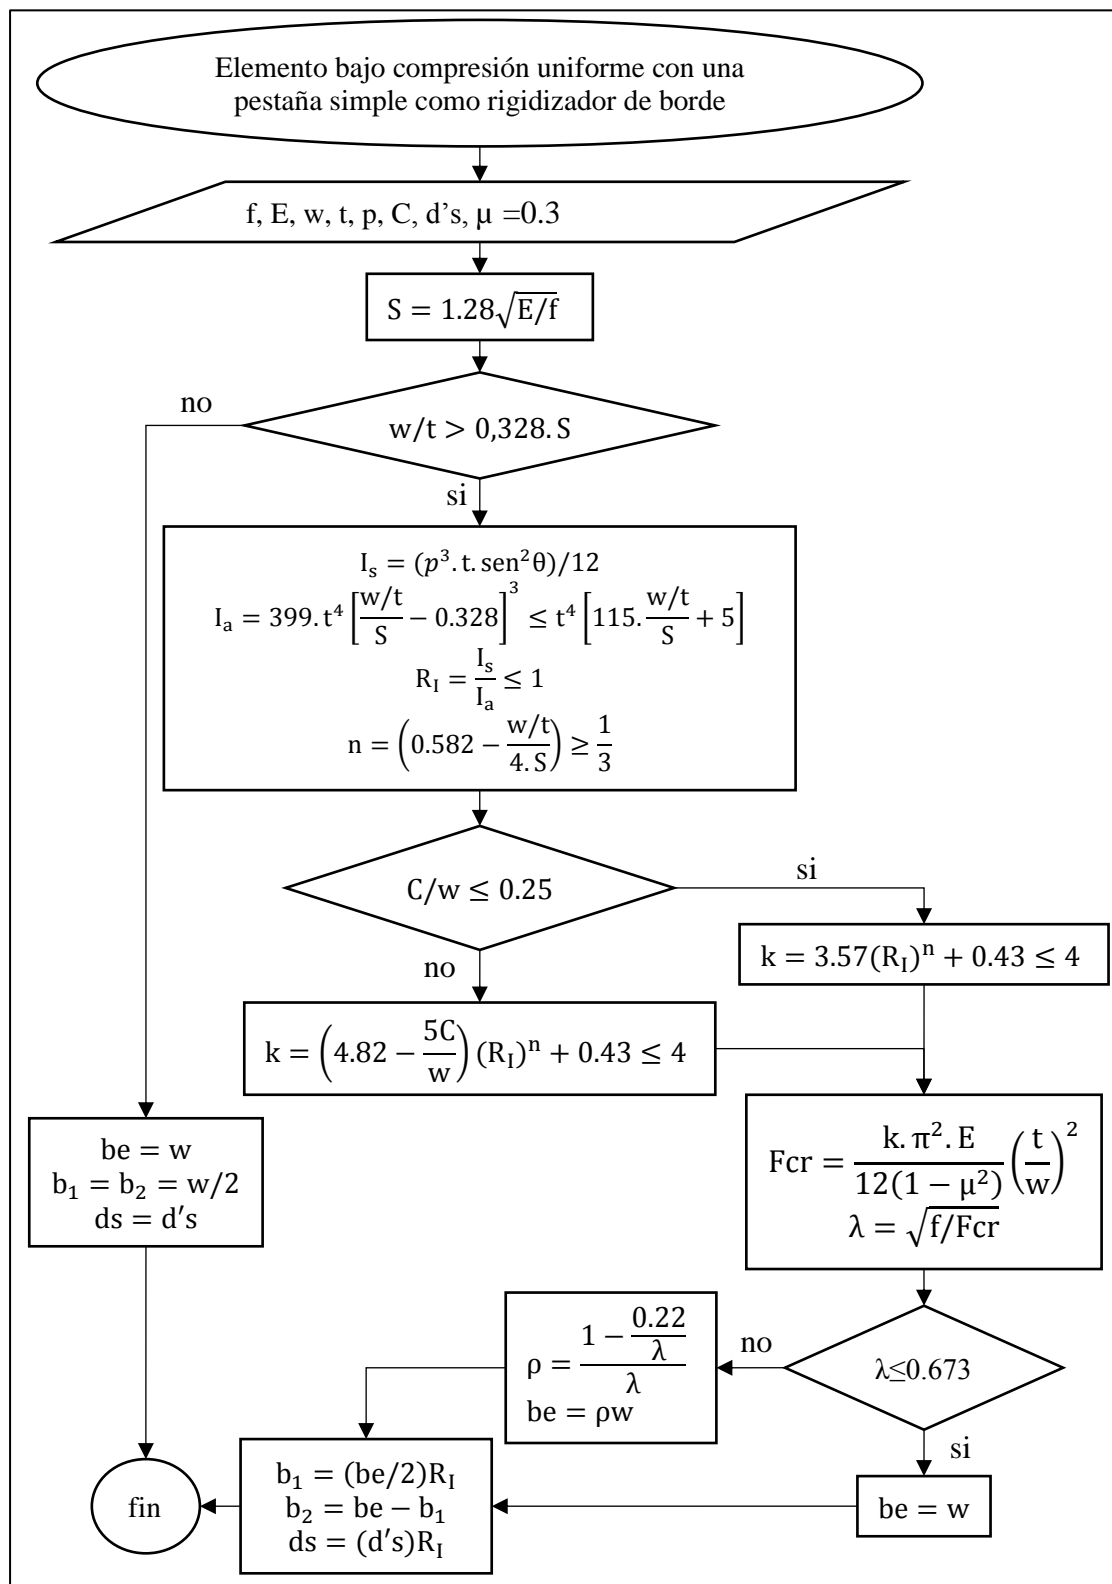 Elemento bajo compresión uniforme con una
pestaña simple como rigidizador de borde
f, E, w, t, p, C, d's, μ =0.3
S = 1.28√(E/f)
no
w/t > 0,328. S
si
I_s = (p³. t. sen²θ)/12
I_a = 399. t⁴ [(w/t)/S − 0.328]³ ≤ t⁴ [115. (w/t)/S + 5]
R_I = I_s/I_a ≤ 1
n = (0.582 − (w/t)/(4. S)) ≥ 1/3
C/w ≤ 0.25
si
no
k = 3.57(R_I)ⁿ + 0.43 ≤ 4
k = (4.82 − 5C/w) (R_I)ⁿ + 0.43 ≤ 4
be = w
b₁ = b₂ = w/2
ds = d′s
Fcr = (k. π². E)/(12(1 − μ²)) (t/w)²
λ = √(f/Fcr)
ρ = (1 − 0.22/λ)/λ
be = ρw
no
λ≤0.673
si
fin
b₁ = (be/2)R_I
b₂ = be − b₁
ds = (d′s)R_I
be = w